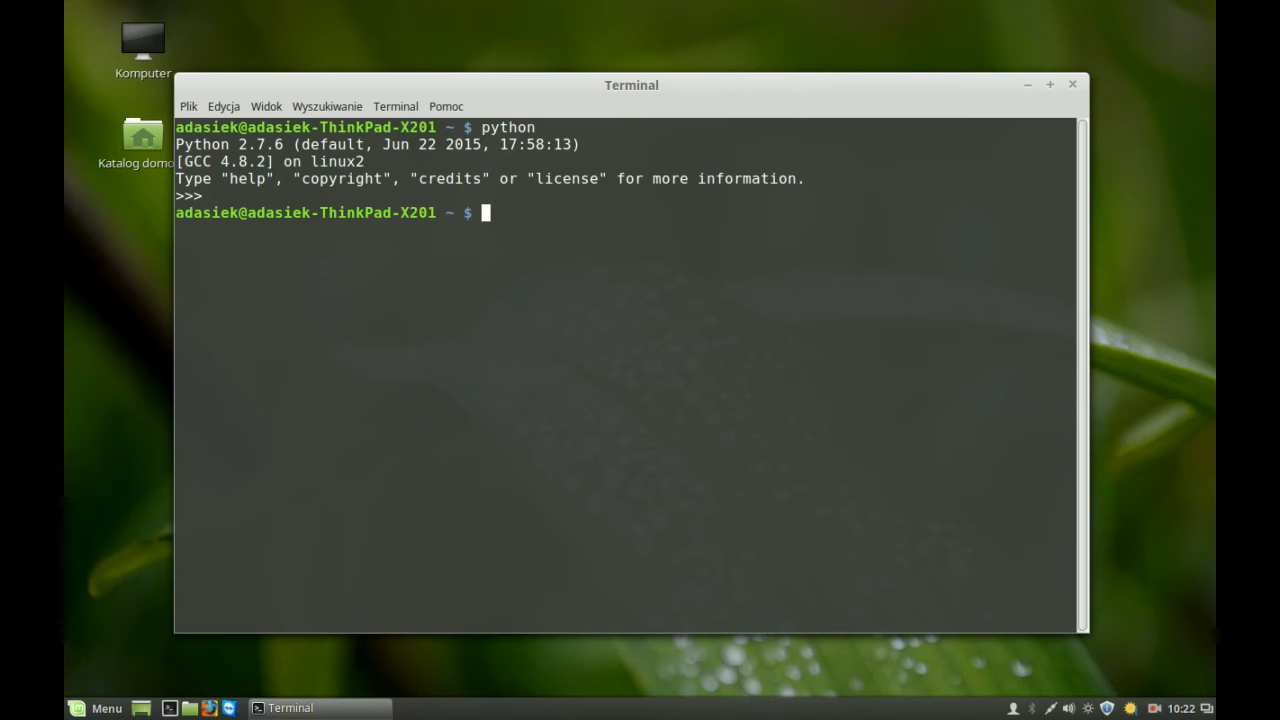 Komputer
Katalog domo
Terminal
Plik Edycja Widok Wyszukiwanie Terminal Pomoc
adasiek@adasiek-ThinkPad-X201 ~ $ python
Python 2.7.6 (default, Jun 22 2015, 17:58:13)
[GCC 4.8.2] on linux2
Type "help", "copyright", "credits" or "license" for more information.
>>>
adasiek@adasiek-ThinkPad-X201 ~ $
Menu Terminal 10:22